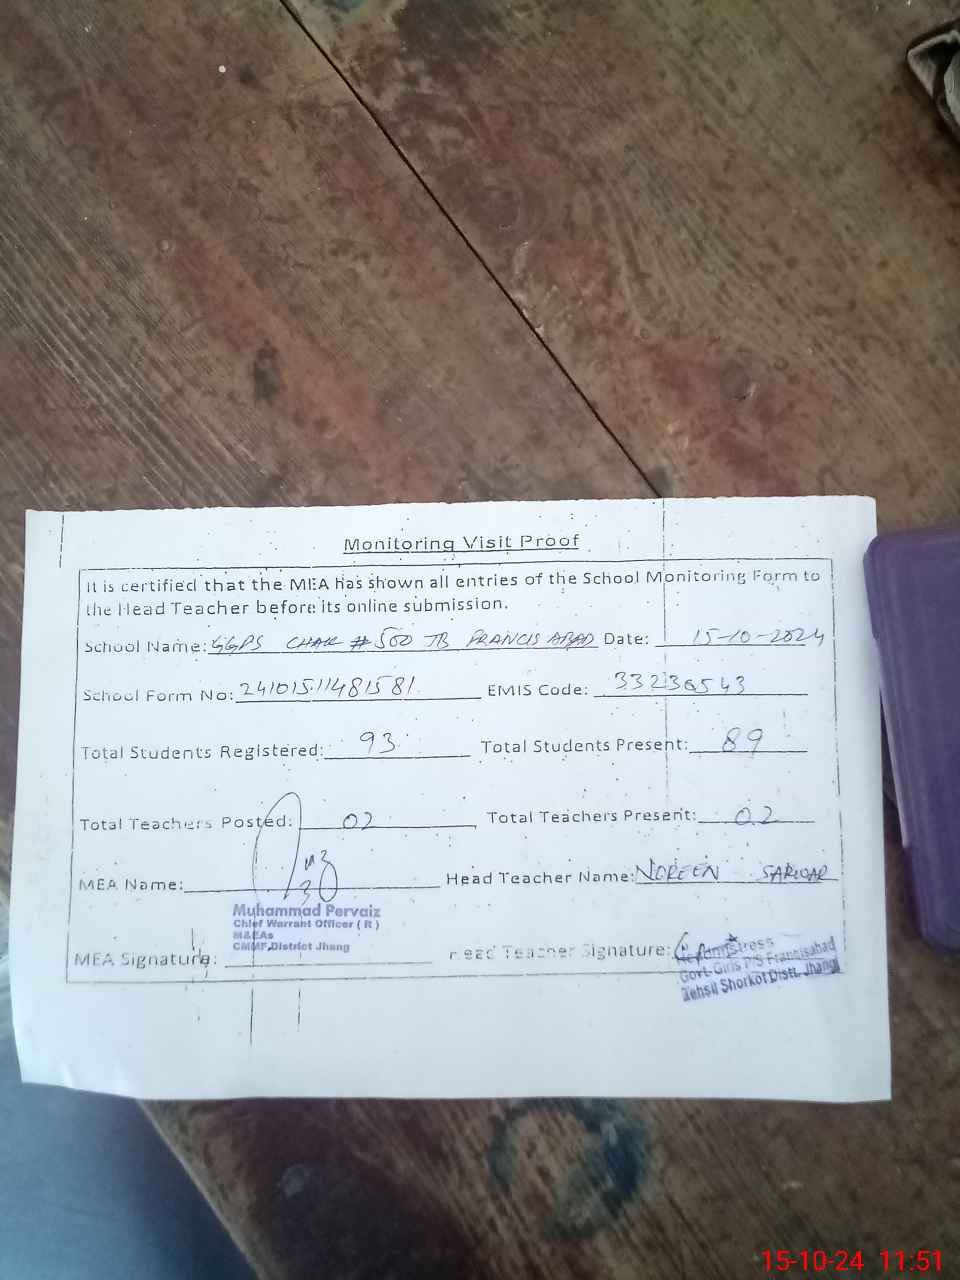 Monitoring Visit Proof
It is certified that the MEA has shown all entries of the School Monitoring Form to
the Head Teacher before its online submission.
School Name: GGPS CHAK # 500 JB FRANCIS ABAD Date: 15-10-2024
School Form No: 24101511481581 EMIS Code: 33230543
Total Students Registered: 93 Total Students Present: 89
Total Teachers Posted: 02 Total Teachers Present: 02
MEA Name: Head Teacher Name: NOREEN SARWAR
Muhammad Pervaiz
Chief Warrant Officer ( R )
M&EAs
CMMF, District Jhang
MEA Signature: Head Teacher Signature:
Headmistress
Govt. Girls P/S Francisabad
Tehsil Shorkot Distt. Jhang
15-10-24 11:51